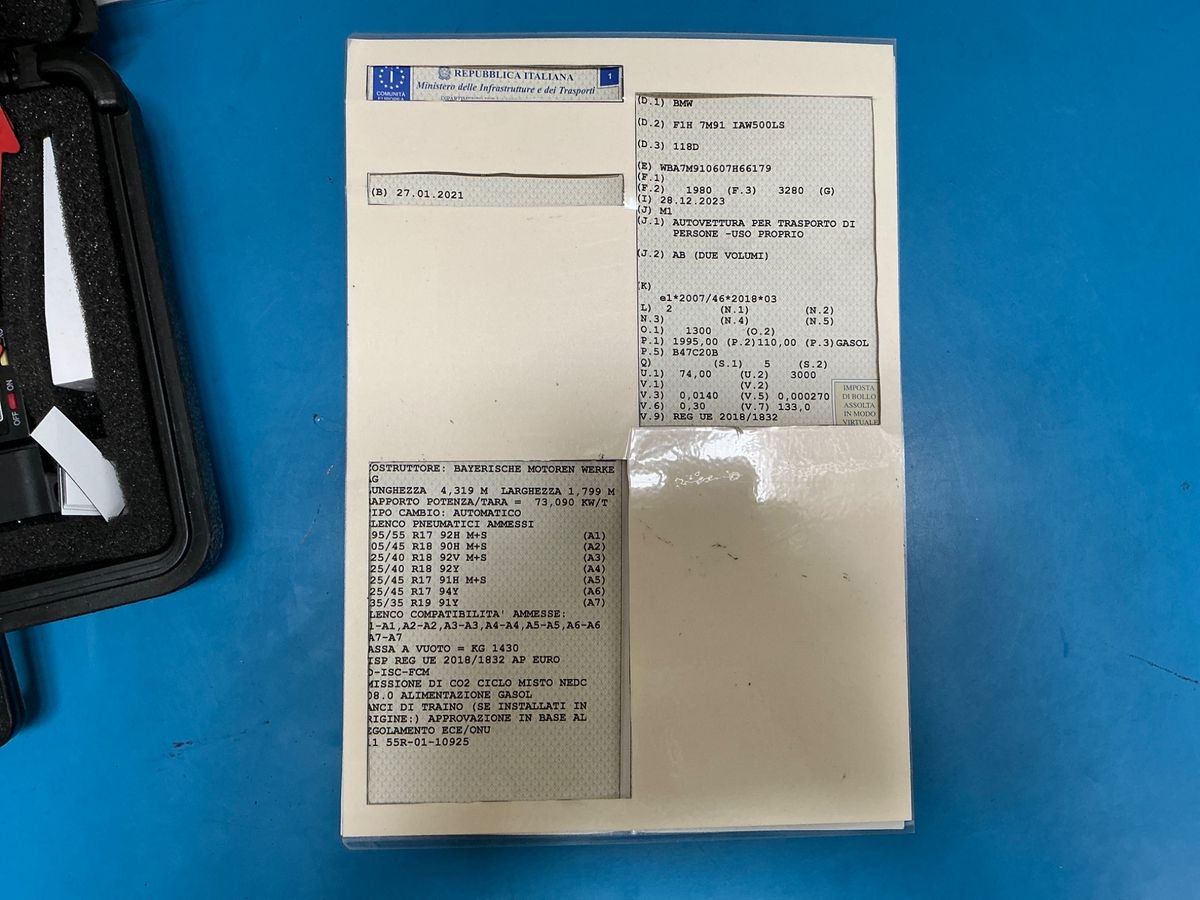 REPUBBLICA ITALIANA
Ministero delle Infrastrutture e dei Trasporti
I
COMUNITÀ
EUROPEA
1
(B) 27.01.2021
(D.1) BMW
(D.2) F1H 7M91 IAW500LS
(D.3) 118D
(E) WBA7M910607H66179
(F.1)
(F.2) 1980 (F.3) 3280 (G)
(I) 28.12.2023
(J) M1
(J.1) AUTOVETTURA PER TRASPORTO DI
PERSONE -USO PROPRIO
(J.2) AB (DUE VOLUMI)
(K)
e1*2007/46*2018*03
L) 2 (N.1) (N.2)
N.3) (N.4) (N.5)
O.1) 1300 (O.2)
P.1) 1995,00 (P.2)110,00 (P.3)GASOL
P.5) B47C20B
Q) (S.1) 5 (S.2)
U.1) 74,00 (U.2) 3000
V.1) (V.2)
V.3) 0,0140 (V.5) 0,000270
V.6) 0,30 (V.7) 133,0
V.9) REG UE 2018/1832
IMPOSTA
DI BOLLO
ASSOLTA
IN MODO
VIRTUALE
OSTRUTTORE: BAYERISCHE MOTOREN WERKE
G
UNGHEZZA 4,319 M LARGHEZZA 1,799 M
APPORTO POTENZA/TARA = 73,090 KW/T
IPO CAMBIO: AUTOMATICO
LENCO PNEUMATICI AMMESSI
95/55 R17 92H M+S (A1)
05/45 R18 90H M+S (A2)
25/40 R18 92V M+S (A3)
25/40 R18 92Y (A4)
25/45 R17 91H M+S (A5)
25/45 R17 94Y (A6)
35/35 R19 91Y (A7)
LENCO COMPATIBILITA' AMMESSE:
1-A1,A2-A2,A3-A3,A4-A4,A5-A5,A6-A6
A7-A7
ASSA A VUOTO = KG 1430
ISP REG UE 2018/1832 AP EURO
D-ISC-FCM
MISSIONE DI CO2 CICLO MISTO NEDC
08.0 ALIMENTAZIONE GASOL
ANCI DI TRAINO (SE INSTALLATI IN
RIGINE:) APPROVAZIONE IN BASE AL
EGOLAMENTO ECE/ONU
11 55R-01-10925
ON
OFF